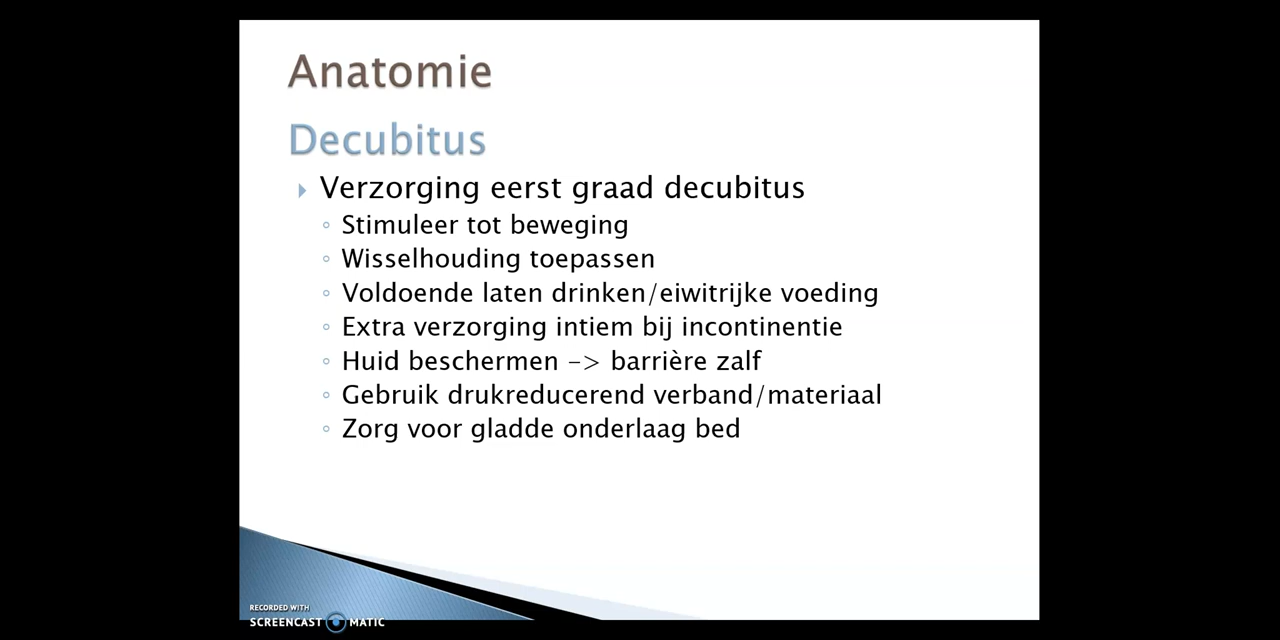 Anatomie
Decubitus
Verzorging eerst graad decubitus
Stimuleer tot beweging
Wisselhouding toepassen
Voldoende laten drinken/eiwitrijke voeding
Extra verzorging intiem bij incontinentie
Huid beschermen -> barrière zalf
Gebruik drukreducerend verband/materiaal
Zorg voor gladde onderlaag bed
RECORDED WITH
SCREENCAST MATIC